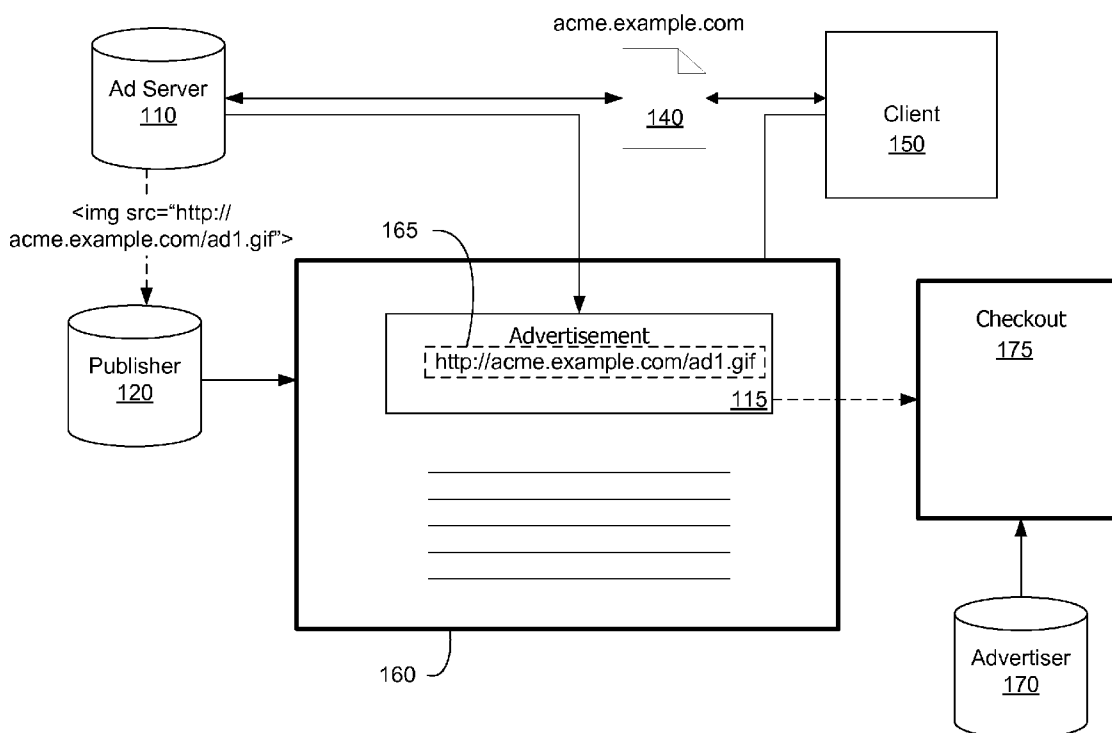 acme.example.com
Ad Server
110
140
Client
150
<img src=“http://
acme.example.com/ad1.gif”>
165
Publisher
120
Advertisement
http://acme.example.com/ad1.gif
115
Checkout
175
160
Advertiser
170